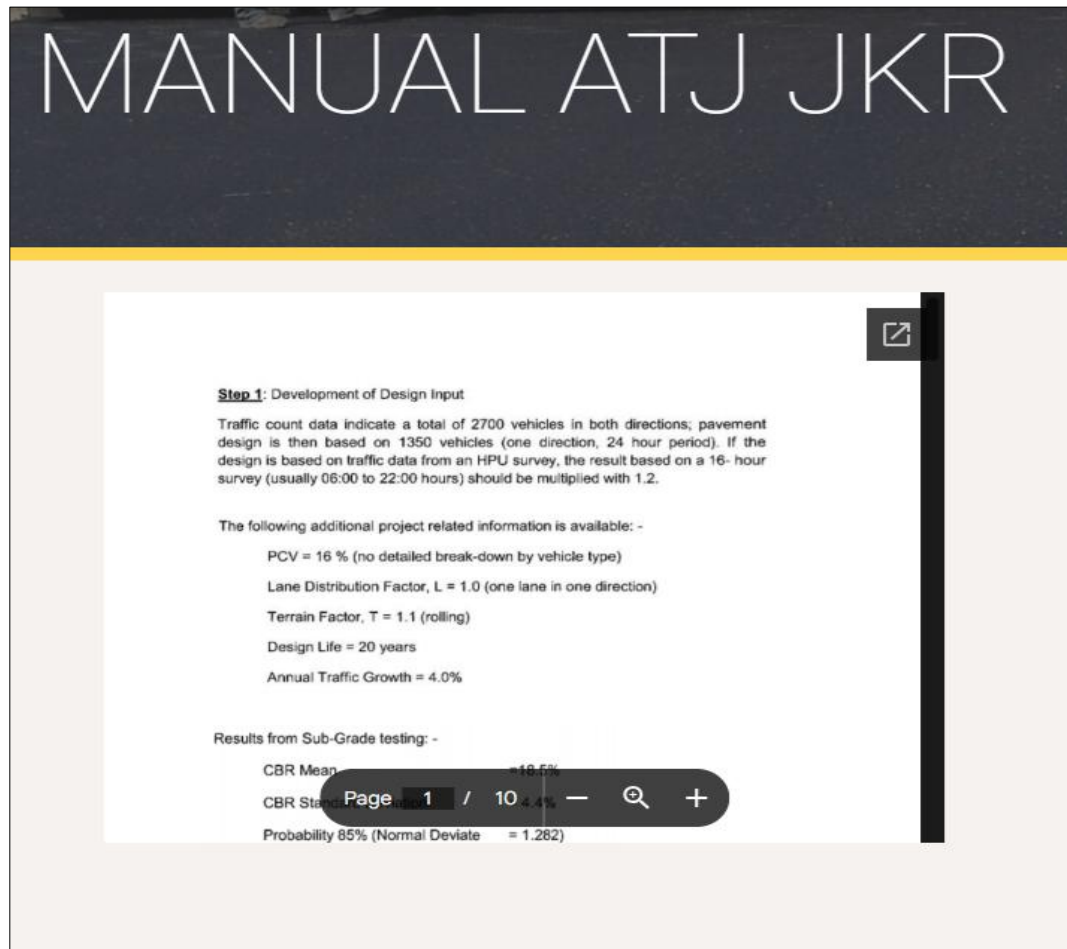 MANUAL ATJ JKR
Step 1: Development of Design Input
Traffic count data indicate a total of 2700 vehicles in both directions; pavement
design is then based on 1350 vehicles (one direction, 24 hour period). If the
design is based on traffic data from an HPU survey, the result based on a 16- hour
survey (usually 06:00 to 22:00 hours) should be multiplied with 1.2.
The following additional project related information is available: -
PCV = 16 % (no detailed break-down by vehicle type)
Lane Distribution Factor, L = 1.0 (one lane in one direction)
Terrain Factor, T = 1.1 (rolling)
Design Life = 20 years
Annual Traffic Growth = 4.0%
Results from Sub-Grade testing: -
CBR Mean =18.5%
CBR 4.4%
Page 1 / 10
Probability 85% (Normal Deviate = 1.282)